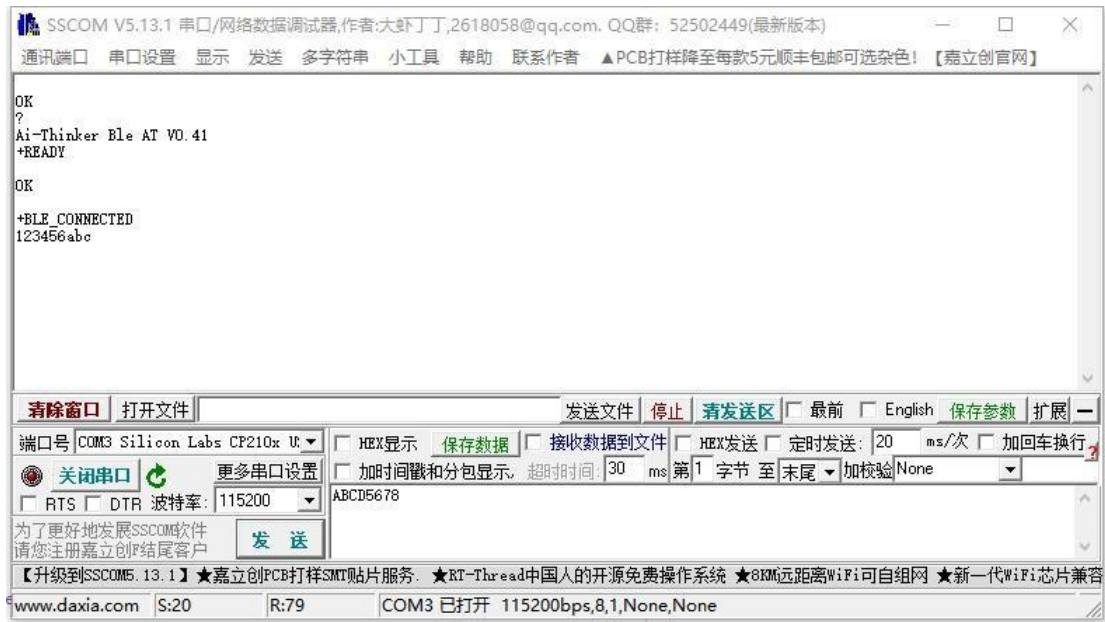 SSCOM V5.13.1 串口/网络数据调试器,作者:大虾丁丁,2618058@qq.com. QQ群: 52502449(最新版本)
通讯端口 串口设置 显示 发送 多字符串 小工具 帮助 联系作者 ▲PCB打样降至每款5元顺丰包邮可选杂色! 【嘉立创官网】
OK
?
Ai-Thinker Ble AT V0.41
+READY
OK
+BLE_CONNECTED
123456abc
清除窗口 打开文件 发送文件 停止 清发送区 最前 English 保存参数 扩展 —
端口号 COM3 Silicon Labs CP210x U HEX显示 保存数据 接收数据到文件 HEX发送 定时发送: 20 ms/次 加回车换行 ?
关闭串口 更多串口设置 加时间戳和分包显示, 超时时间: 30 ms 第 1 字节 至 末尾 加校验 None
RTS DTR 波特率: 115200
ABCD5678
为了更好地发展SSCOM软件
请您注册嘉立创F结尾客户
发 送
【升级到SSCOM5.13.1】★嘉立创PCB打样SMT贴片服务. ★RT-Thread中国人的开源免费操作系统 ★8KM远距离WiFi可自组网 ★新一代WiFi芯片兼容
www.daxia.com S:20 R:79 COM3 已打开 115200bps,8,1,None,None